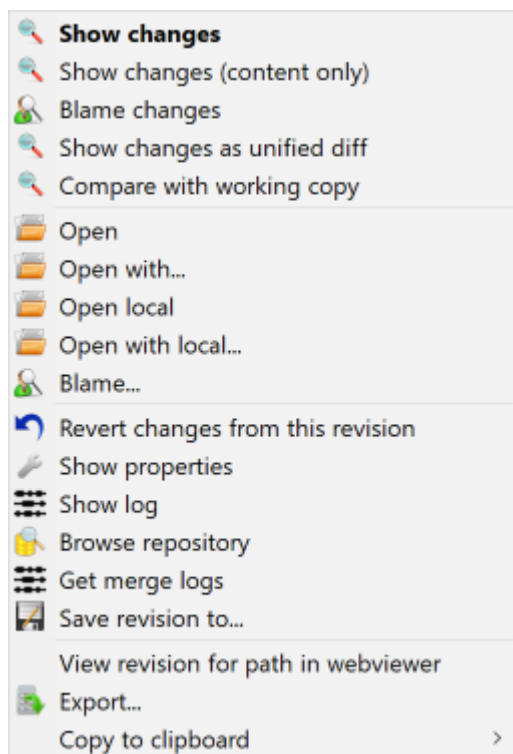 Show changes
Show changes (content only)
Blame changes
Show changes as unified diff
Compare with working copy
Open
Open with...
Open local
Open with local...
Blame...
Revert changes from this revision
Show properties
Show log
Browse repository
Get merge logs
Save revision to...
View revision for path in webviewer
Export...
Copy to clipboard